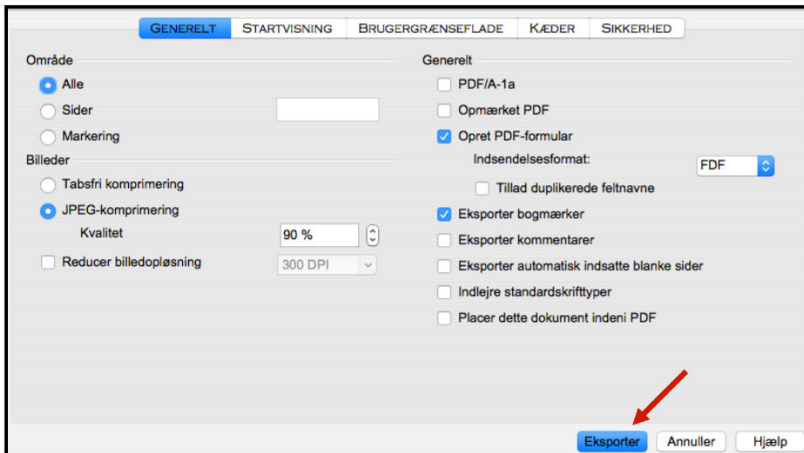 GENERELT STARTVISNING BRUGERGRÆNSEFLADE KÆDER SIKKERHED
Område
Alle
Sider
Markering
Billeder
Tabsfri komprimering
JPEG-komprimering
Kvalitet 90 %
Reducer billedopløsning 300 DPI
Generelt
PDF/A-1a
Opmærket PDF
Opret PDF-formular
Indsendelsesformat: FDF
Tillad duplikerede feltnavne
Eksporter bogmærker
Eksporter kommentarer
Eksporter automatisk indsatte blanke sider
Indlejre standardskrifttyper
Placer dette dokument indeni PDF
Eksporter Annuller Hjælp